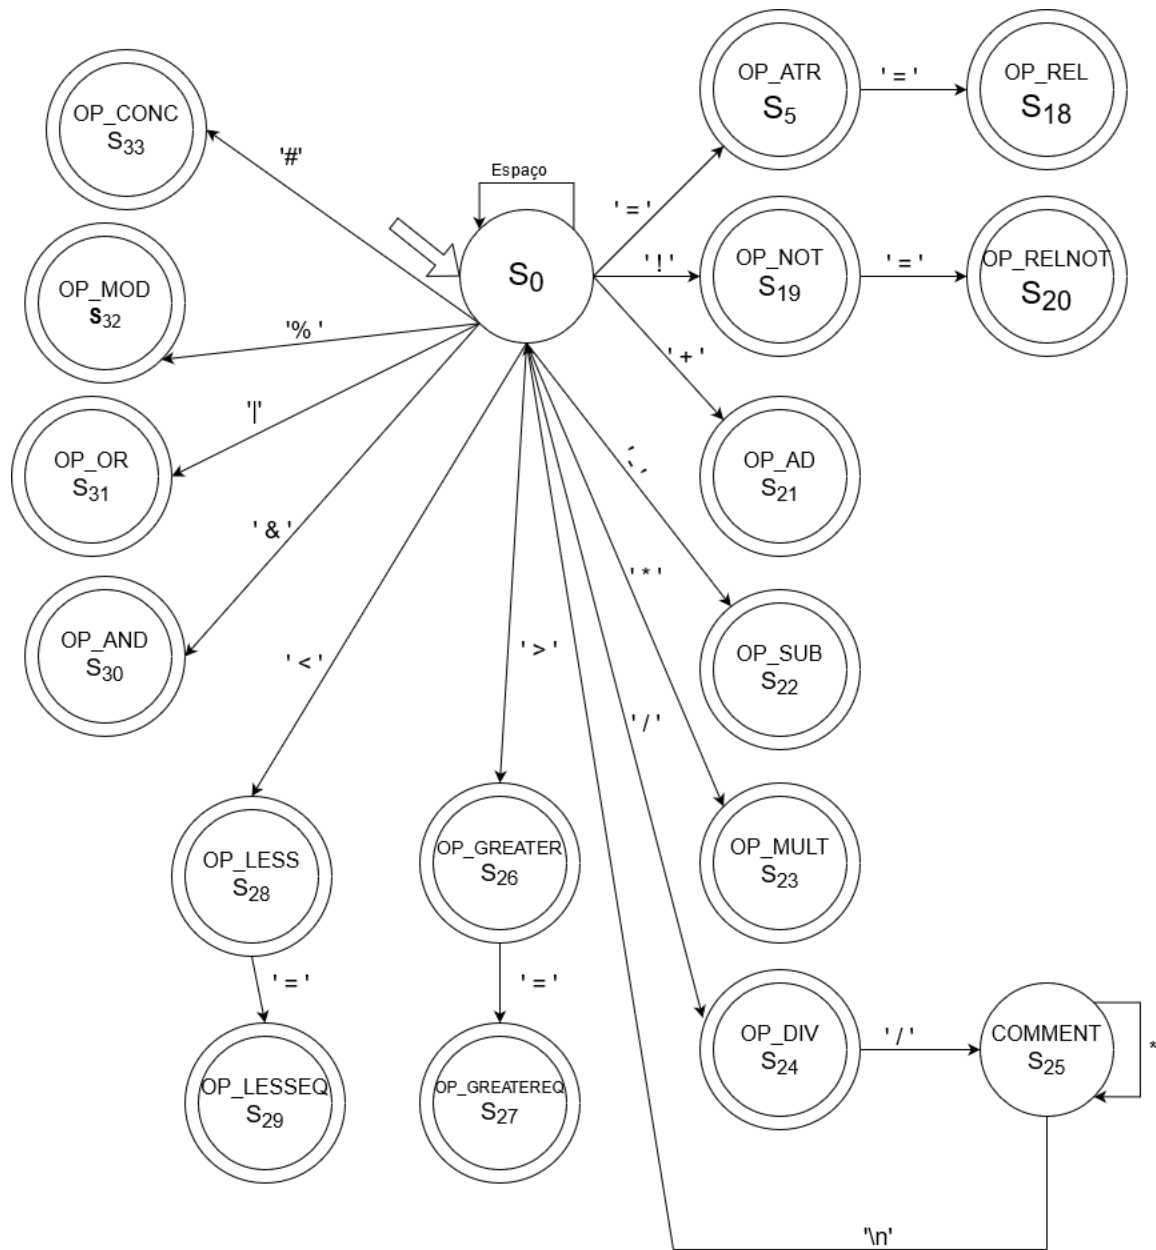 OP_ATR
S5
' = '
OP_REL
S18
OP_CONC
S33
'#'
Espaço
' = '
S0
' ! '
OP_NOT
S19
' = '
OP_RELNOT
S20
OP_MOD
S32
'% '
' + '
'|'
OP_OR
S31
' - '
OP_AD
S21
' & '
' * '
OP_AND
S30
' < '
' > '
OP_SUB
S22
' / '
OP_LESS
S28
OP_GREATER
S26
OP_MULT
S23
' = '
' = '
OP_DIV
S24
' / '
COMMENT
S25
*
OP_LESSEQ
S29
OP_GREATEREQ
S27
'\n'